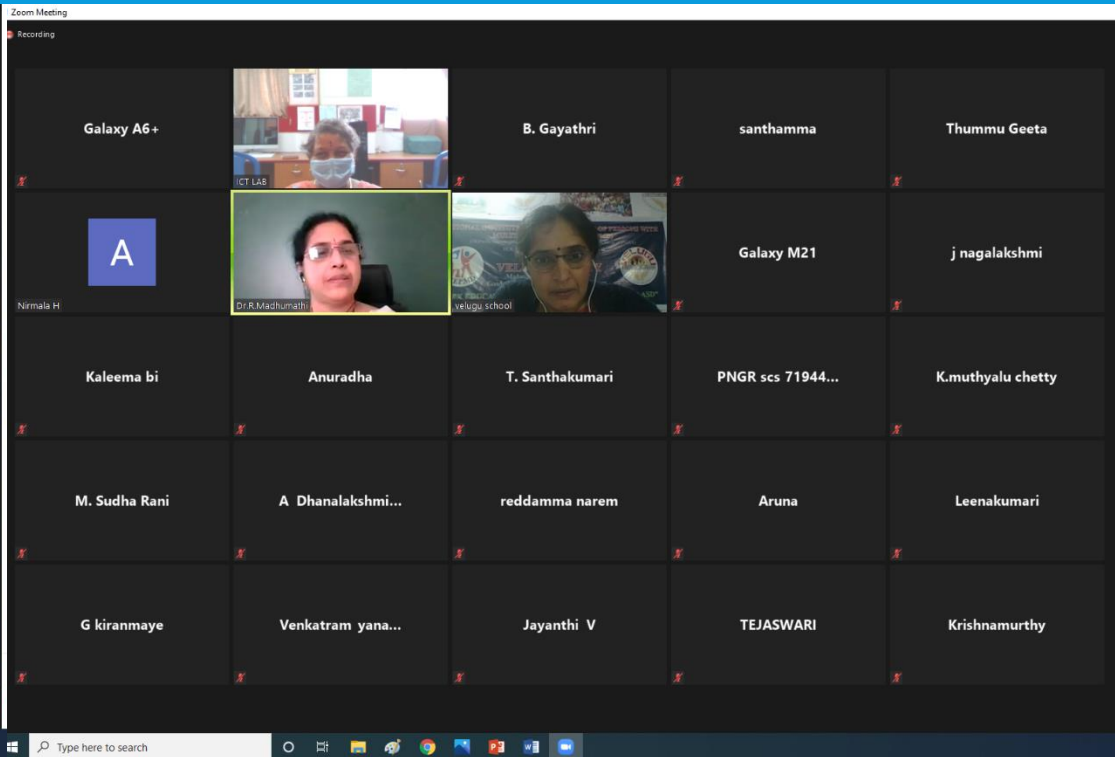 Zoom Meeting
Recording
Galaxy A6+
ICT LAB
B. Gayathri
santhamma
Thummu Geeta
A
Nirmala H
Dr.R.Madhumathi
velugu school
Galaxy M21
j nagalakshmi
Kaleema bi
Anuradha
T. Santhakumari
PNGR scs 71944...
K.muthyalu chetty
M. Sudha Rani
A Dhanalakshmi...
reddamma narem
Aruna
Leenakumari
G kiranmaye
Venkatram yana...
Jayanthi V
TEJASWARI
Krishnamurthy
Type here to search